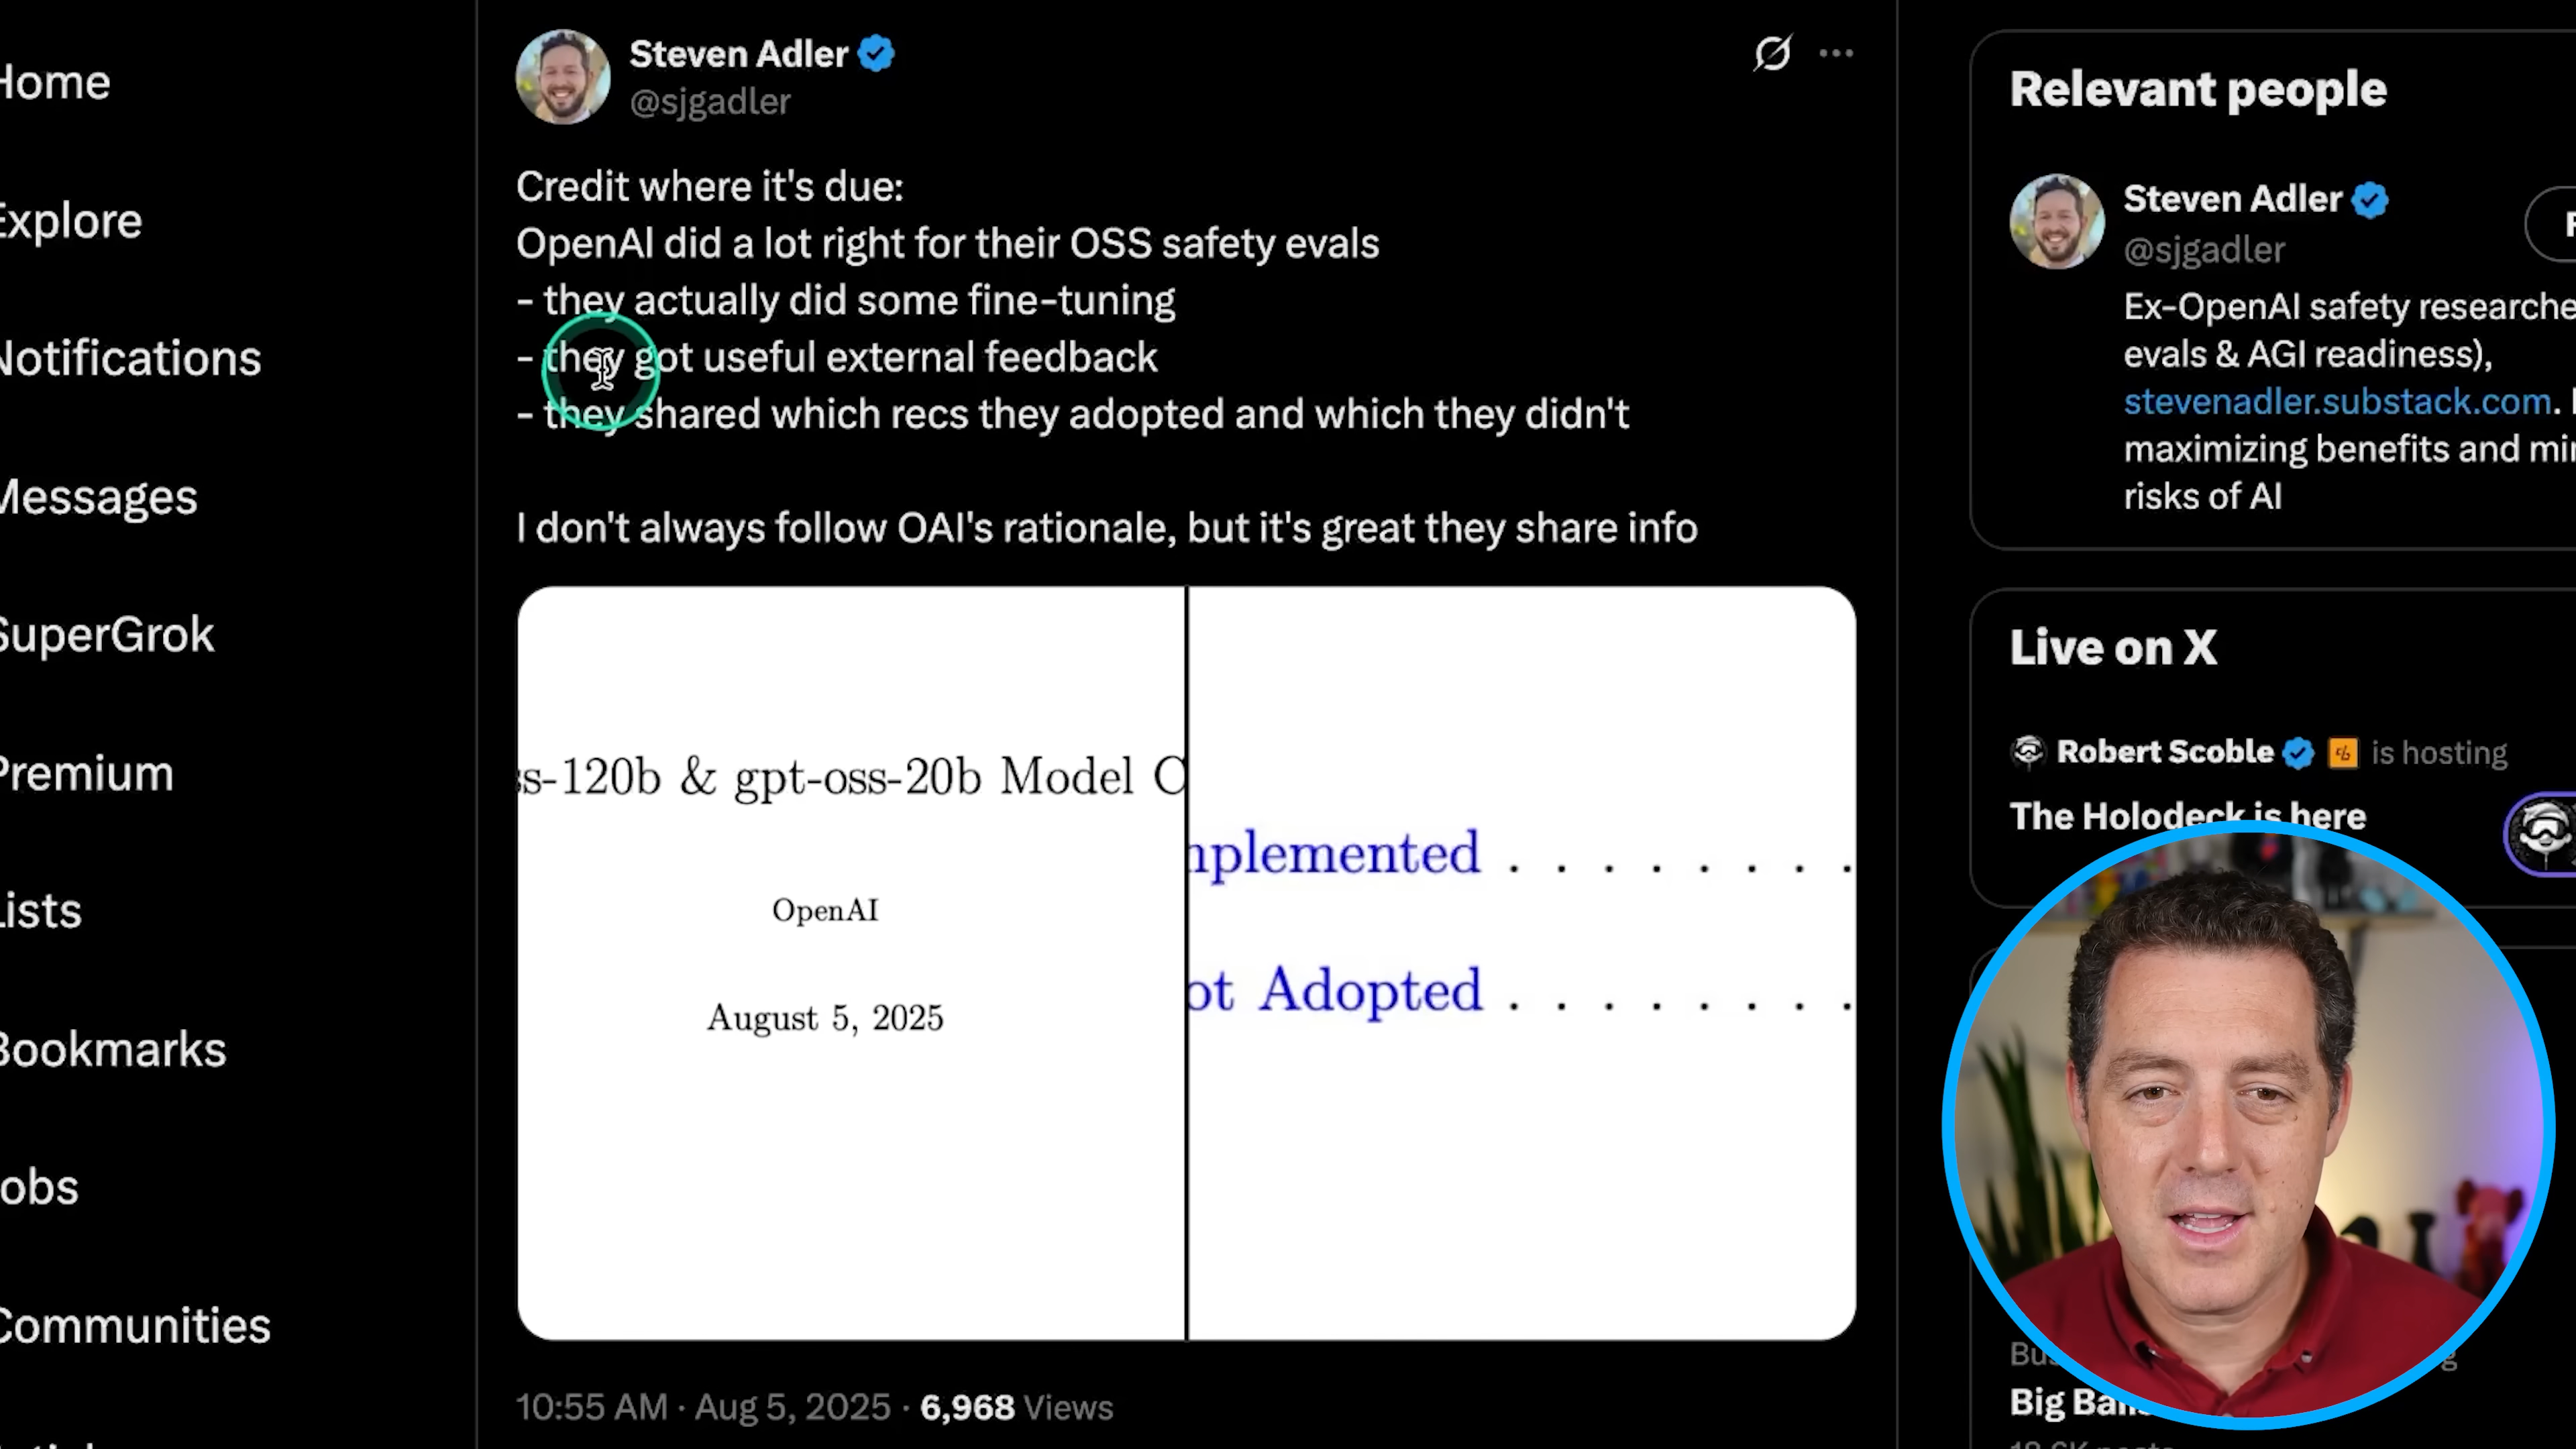 Home
Explore
Notifications
Messages
SuperGrok
Premium
Lists
Bookmarks
Jobs
Communities
Steven Adler
@sjgadler
Credit where it's due:
OpenAI did a lot right for their OSS safety evals
- they actually did some fine-tuning
- they got useful external feedback
- they shared which recs they adopted and which they didn't
I don't always follow OAI's rationale, but it's great they share info
ss-120b & gpt-oss-20b Model C
OpenAI
August 5, 2025
mplemented . . . . . . . .
ot Adopted . . . . . . . .
10:55 AM · Aug 5, 2025 · 6,968 Views
Relevant people
Steven Adler
@sjgadler
F
Ex-OpenAI safety researche
evals & AGI readiness),
stevenadler.substack.com.
maximizing benefits and min
risks of AI
Live on X
Robert Scoble is hosting
The Holodeck is here
Bus
Big Balls